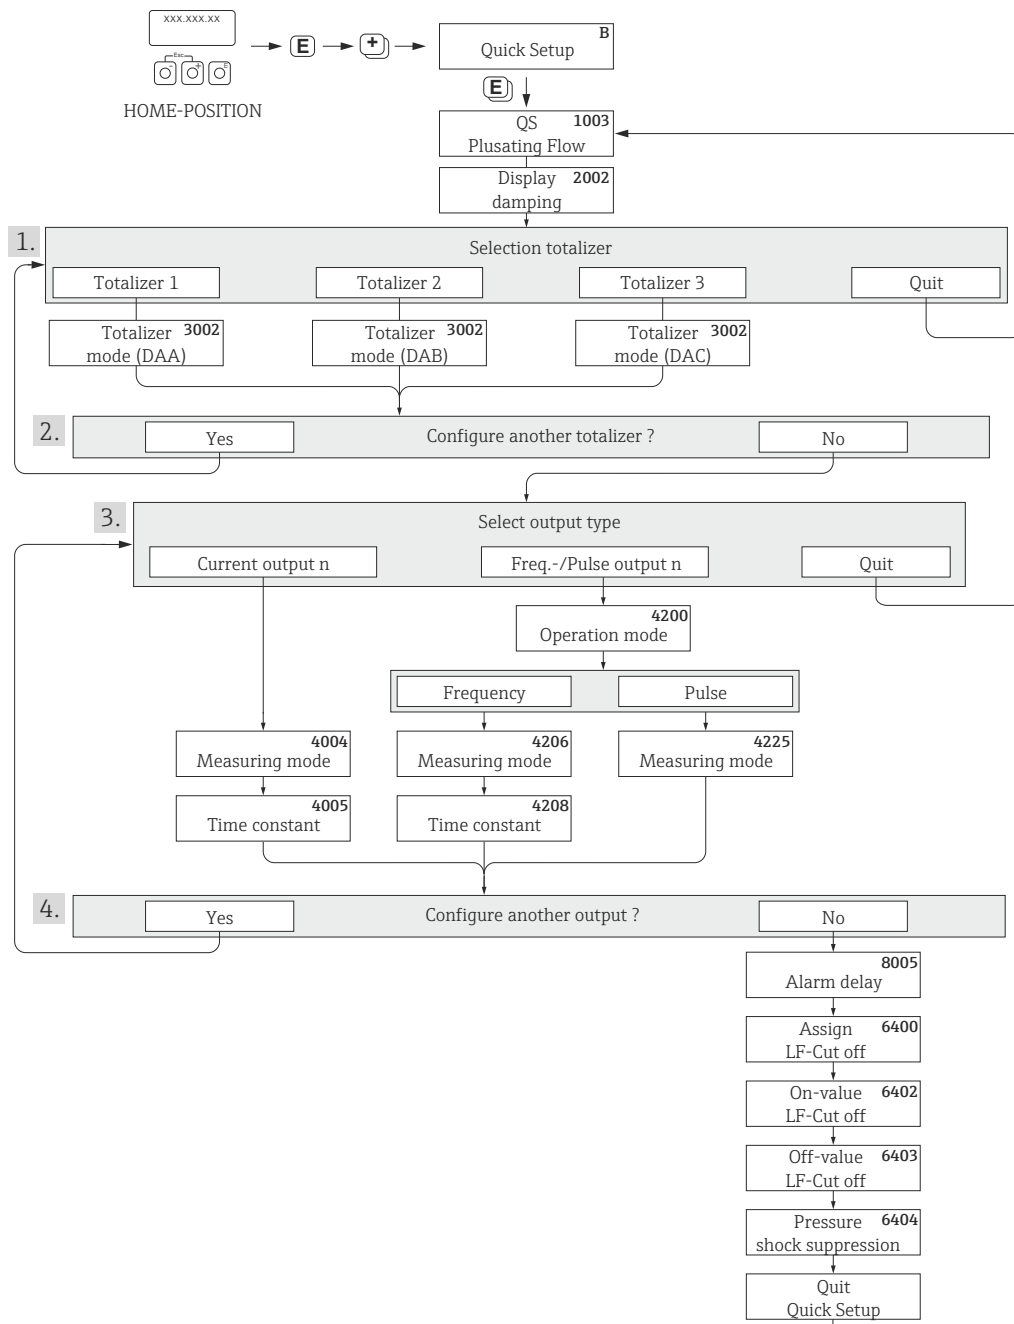 xxx.xxx.xx
Esc
- + E
E
+
HOME-POSITION
B
Quick Setup
E
QS 1003
Plusating Flow
Display 2002
damping
1.
Selection totalizer
Totalizer 1
Totalizer 2
Totalizer 3
Quit
Totalizer 3002
mode (DAA)
Totalizer 3002
mode (DAB)
Totalizer 3002
mode (DAC)
2.
Yes
Configure another totalizer ?
No
3.
Select output type
Current output n
Freq.-/Pulse output n
Quit
4200
Operation mode
Frequency
Pulse
4004
Measuring mode
4206
Measuring mode
4225
Measuring mode
4005
Time constant
4208
Time constant
4.
Yes
Configure another output ?
No
8005
Alarm delay
Assign 6400
LF-Cut off
On-value 6402
LF-Cut off
Off-value 6403
LF-Cut off
Pressure 6404
shock suppression
Quit
Quick Setup